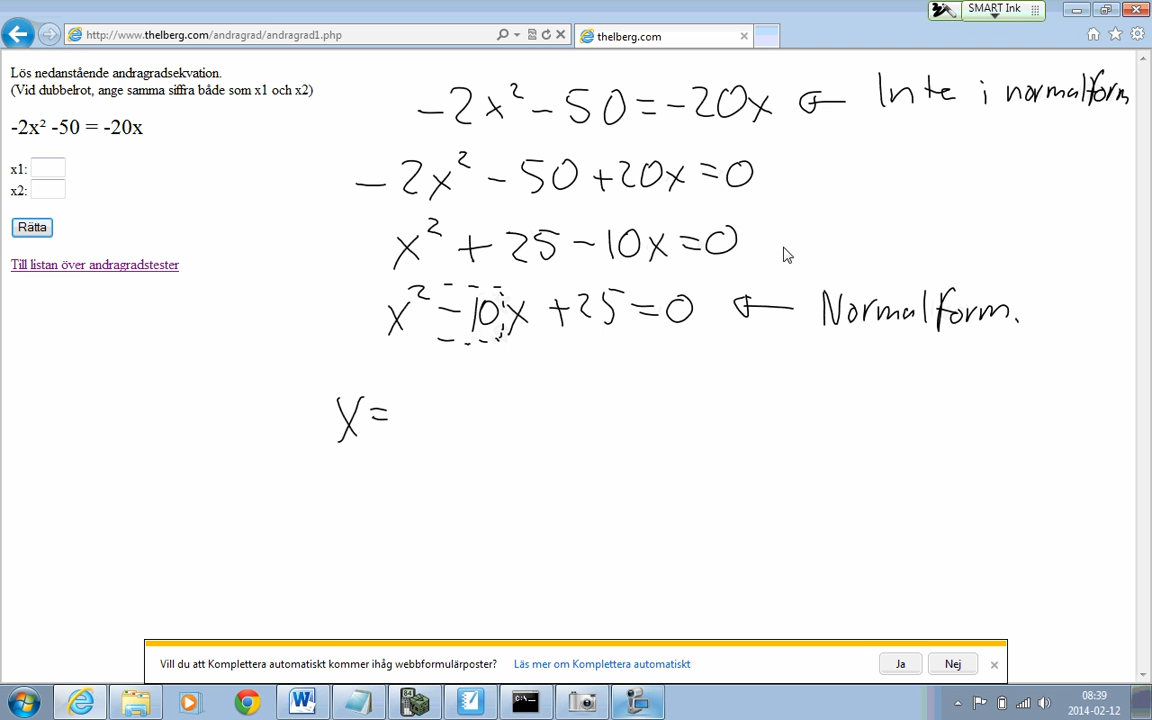 SMART Ink
http://www.thelberg.com/andragrad/andragrad1.php
thelberg.com
Lös nedanstående andragradsekvation.
(Vid dubbelrot, ange samma siffra både som x1 och x2)
-2x² -50 = -20x
x1:
x2:
Rätta
Till listan över andragradstester
-2x² - 50 = -20x ← Inte i normalform
-2x² - 50 + 20x = 0
x² + 25 - 10x = 0
x² - 10x + 25 = 0 ← Normalform.
x =
Vill du att Komplettera automatiskt kommer ihåg webbformulärposter? Läs mer om Komplettera automatiskt Ja Nej
08:39
2014-02-12